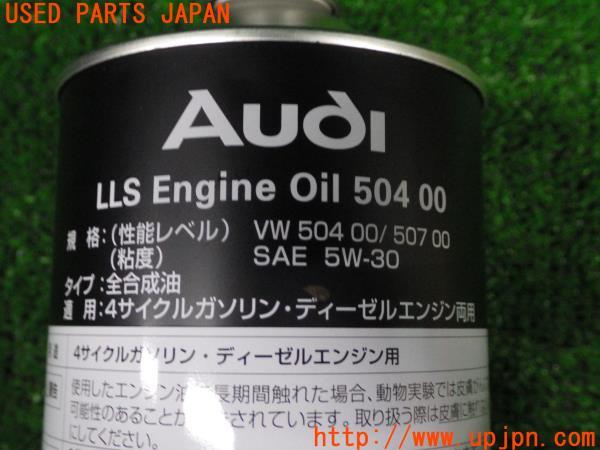 USED PARTS JAPAN
Audi
LLS Engine Oil 504 00
規 格:(性能レベル) VW 504 00/ 507 00
(粘度) SAE 5W-30
タイプ:全合成油
適 用:4サイクルガソリン・ディーゼルエンジン両用
4サイクルガソリン・ディーゼルエンジン用
使用したエンジン油 長期間触れた場合、動物実験では皮膚が
可能性のあることが されています。取り扱う際は皮膚に触
にしてください。
http://www.upjpn.com